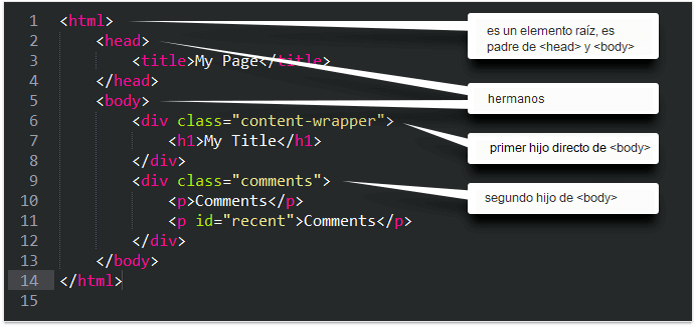 1 <html>
2 <head>
3 <title>My Page</title>
4 </head>
5 <body>
6 <div class="content-wrapper">
7 <h1>My Title</h1>
8 </div>
9 <div class="comments">
10 <p>Comments</p>
11 <p id="recent">Comments</p>
12 </div>
13 </body>
14 </html>
15
es un elemento raíz, es
padre de <head> y <body>
hermanos
primer hijo directo de <body>
segundo hijo de <body>